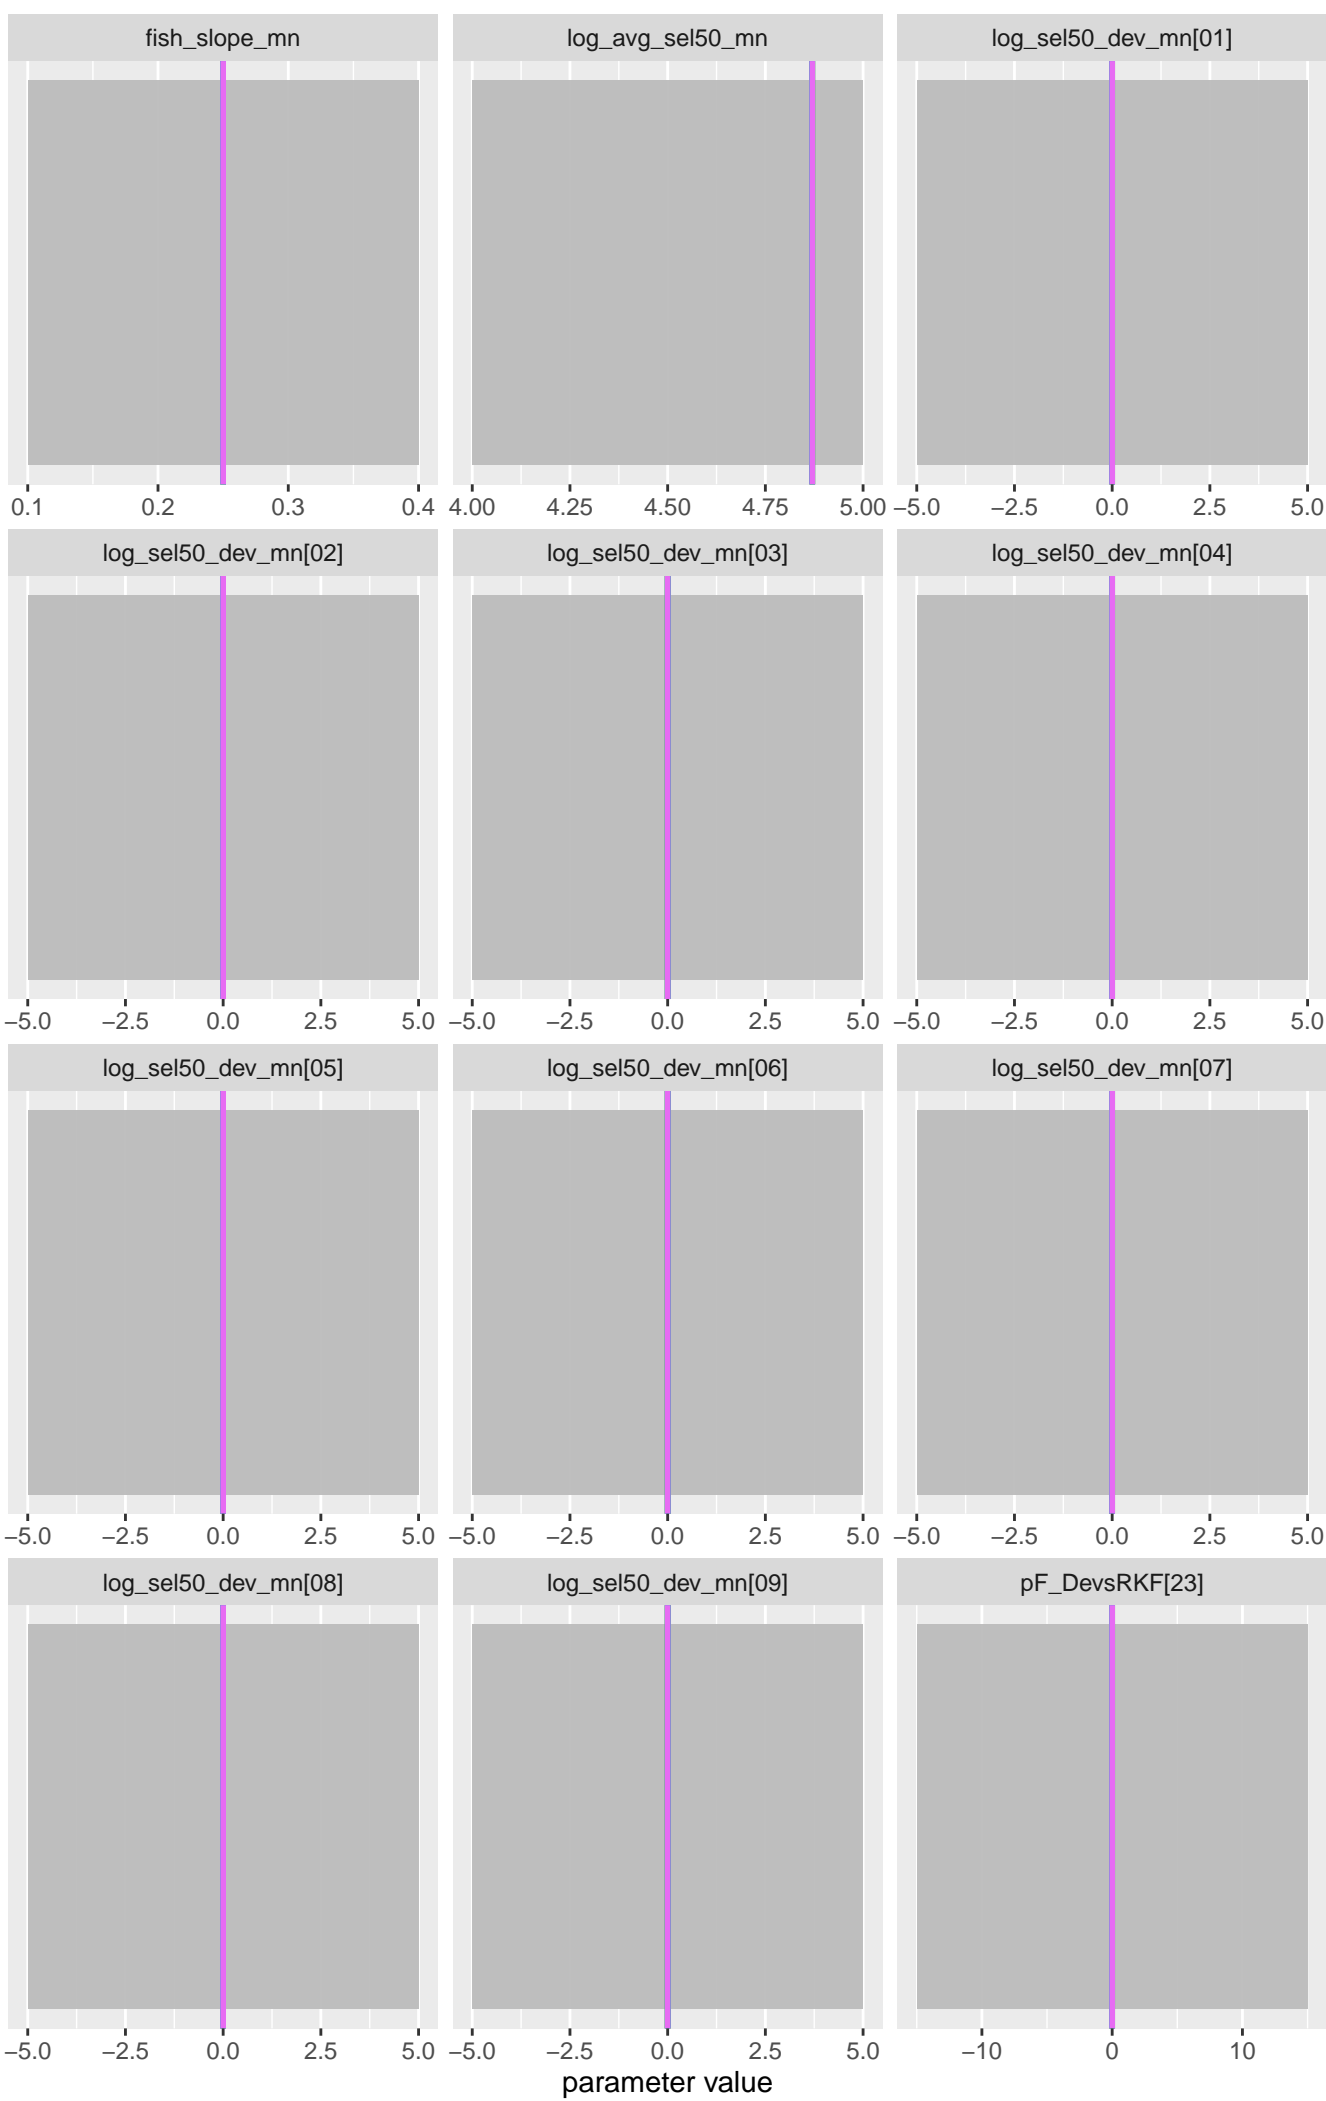 fish_slope_mn log_avg_sel50_mn log_sel50_dev_mn[01]
0.1 0.2 0.3 0.4 4.00 4.25 4.50 4.75 5.00 −5.0 −2.5 0.0 2.5 5.0
log_sel50_dev_mn[02] log_sel50_dev_mn[03] log_sel50_dev_mn[04]
−5.0 −2.5 0.0 2.5 5.0 −5.0 −2.5 0.0 2.5 5.0 −5.0 −2.5 0.0 2.5 5.0
log_sel50_dev_mn[05] log_sel50_dev_mn[06] log_sel50_dev_mn[07]
−5.0 −2.5 0.0 2.5 5.0 −5.0 −2.5 0.0 2.5 5.0 −5.0 −2.5 0.0 2.5 5.0
log_sel50_dev_mn[08] log_sel50_dev_mn[09] pF_DevsRKF[23]
−5.0 −2.5 0.0 2.5 5.0 −5.0 −2.5 0.0 2.5 5.0 −10 0 10
parameter value